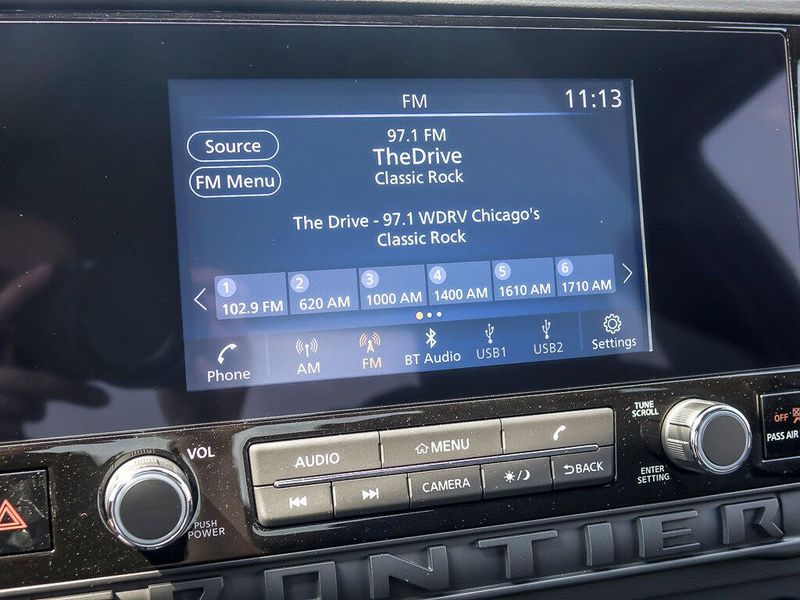 FM
11:13
Source
FM Menu
97.1 FM
TheDrive
Classic Rock
The Drive - 97.1 WDRV Chicago's
Classic Rock
1 102.9 FM
2 620 AM
3 1000 AM
4 1400 AM
5 1610 AM
6 1710 AM
Phone
AM
FM
BT Audio
USB1
USB2
Settings
VOL
PUSH
POWER
AUDIO
MENU
CAMERA
BACK
TUNE
SCROLL
ENTER
SETTING
OFF
PASS AIR
RONTIER